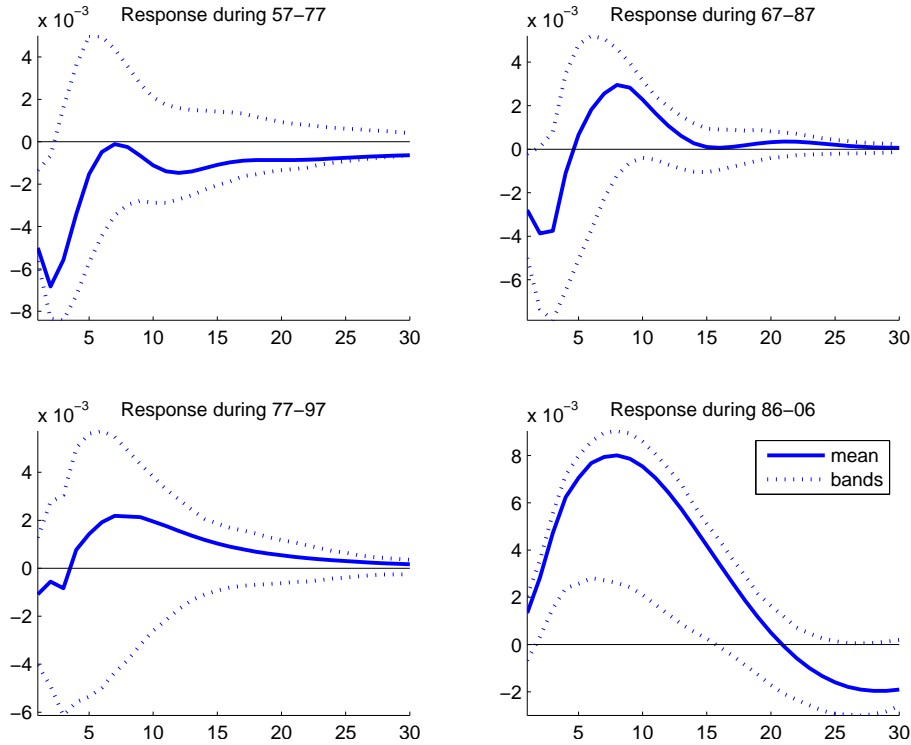 x 10⁻³
Response during 57−77
4
2
0
−2
−4
−6
−8
5 10 15 20 25 30
x 10⁻³
Response during 67−87
4
2
0
−2
−4
−6
5 10 15 20 25 30
x 10⁻³
Response during 77−97
4
2
0
−2
−4
−6
5 10 15 20 25 30
x 10⁻³
Response during 86−06
8
6
4
2
0
−2
mean
bands
5 10 15 20 25 30